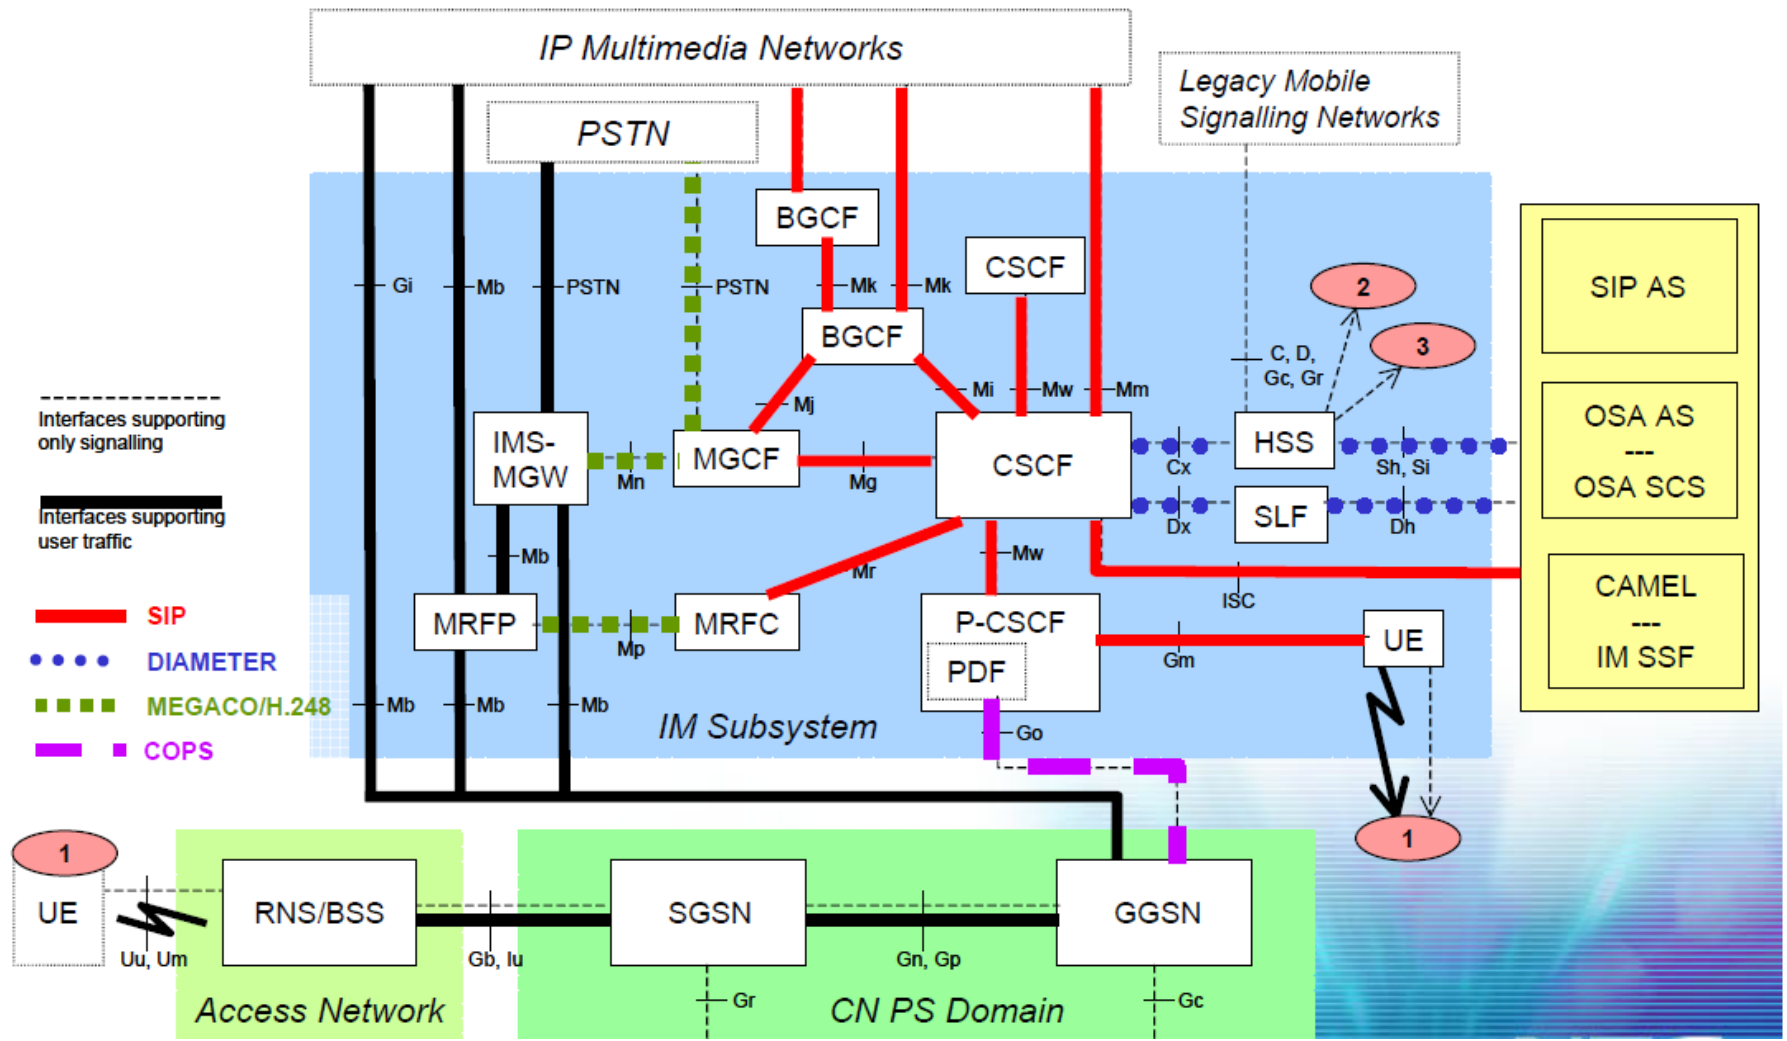 IP Multimedia Networks
Legacy Mobile
Signalling Networks
PSTN
BGCF
CSCF
SIP AS
Gi
Mb
PSTN
PSTN
Mk
Mk
2
BGCF
3
C, D,
Gc, Gr
Interfaces supporting
only signalling
Mj
Mi
Mw
Mm
OSA AS
---
OSA SCS
IMS-
MGW
MGCF
CSCF
HSS
Mn
Mg
Cx
Sh, Si
SLF
Dx
Dh
Interfaces supporting
user traffic
Mb
Mr
Mw
ISC
CAMEL
---
IM SSF
SIP
MRFP
MRFC
P-CSCF
UE
Mp
Gm
DIAMETER
PDF
MEGACO/H.248
Mb
Mb
Mb
IM Subsystem
Go
COPS
1
1
UE
RNS/BSS
SGSN
GGSN
Uu, Um
Gb, Iu
Gn, Gp
Gr
Gc
Access Network
CN PS Domain